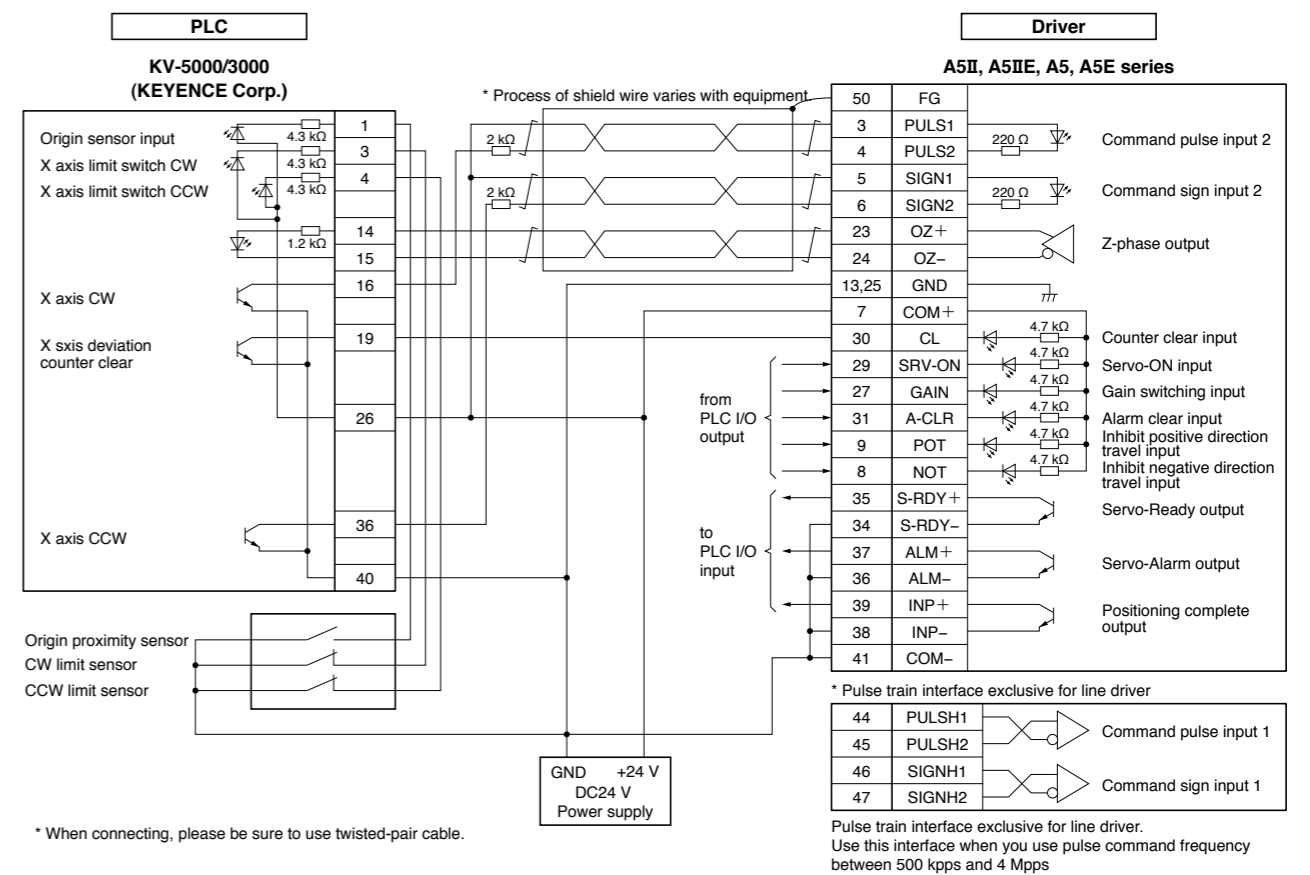 PLC
KV-5000/3000
(KEYENCE Corp.)
Origin sensor input
X axis limit switch CW
X axis limit switch CCW
4.3 kΩ
4.3 kΩ
4.3 kΩ
1.2 kΩ
X axis CW
X sxis deviation
counter clear
X axis CCW
1
3
4
14
15
16
19
26
36
40
Origin proximity sensor
CW limit sensor
CCW limit sensor
* When connecting, please be sure to use twisted-pair cable.
* Process of shield wire varies with equipment.
2 kΩ
2 kΩ
from
PLC I/O
output
to
PLC I/O
input
GND +24 V
DC24 V
Power supply
Driver
A5II, A5IIE, A5, A5E series
50 FG
3 PULS1
4 PULS2 220 Ω Command pulse input 2
5 SIGN1
6 SIGN2 220 Ω Command sign input 2
23 OZ+
24 OZ− Z-phase output
13,25 GND
7 COM+
30 CL 4.7 kΩ Counter clear input
29 SRV-ON 4.7 kΩ Servo-ON input
27 GAIN 4.7 kΩ Gain switching input
31 A-CLR 4.7 kΩ Alarm clear input
9 POT 4.7 kΩ Inhibit positive direction
travel input
8 NOT 4.7 kΩ Inhibit negative direction
travel input
35 S-RDY+
34 S-RDY− Servo-Ready output
37 ALM+
36 ALM− Servo-Alarm output
39 INP+
38 INP− Positioning complete
output
41 COM−
* Pulse train interface exclusive for line driver
44 PULSH1
45 PULSH2 Command pulse input 1
46 SIGNH1
47 SIGNH2 Command sign input 1
Pulse train interface exclusive for line driver.
Use this interface when you use pulse command frequency
between 500 kpps and 4 Mpps